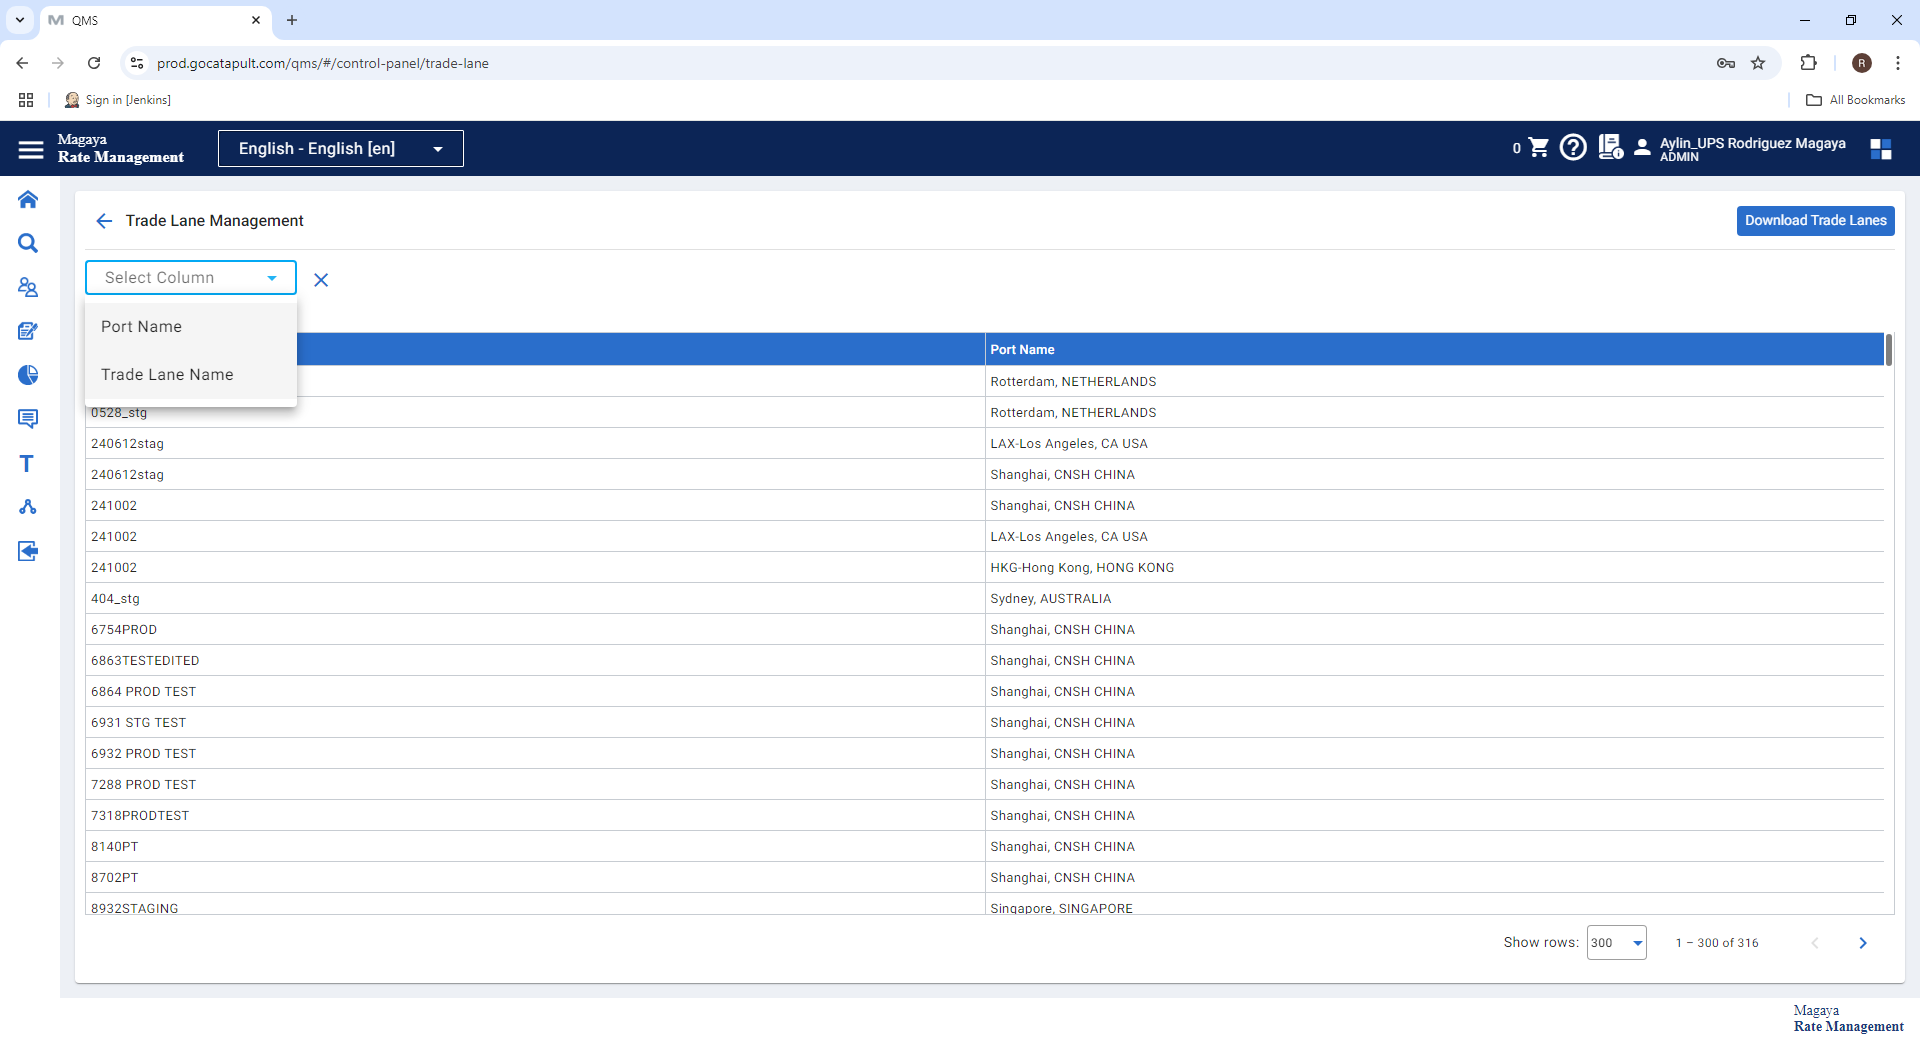 QMS
prod.gocatapult.com/qms/#/control-panel/trade-lane
R
Sign in [Jenkins]
All Bookmarks
Magaya
Rate Management
English - English [en]
0
Aylin_UPS Rodriguez Magaya
ADMIN
Trade Lane Management
Download Trade Lanes
Select Column
Port Name
Trade Lane Name
Port Name
Rotterdam, NETHERLANDS
0528_stg
Rotterdam, NETHERLANDS
240612stag
LAX-Los Angeles, CA USA
240612stag
Shanghai, CNSH CHINA
241002
Shanghai, CNSH CHINA
241002
LAX-Los Angeles, CA USA
241002
HKG-Hong Kong, HONG KONG
404_stg
Sydney, AUSTRALIA
6754PROD
Shanghai, CNSH CHINA
6863TESTEDITED
Shanghai, CNSH CHINA
6864 PROD TEST
Shanghai, CNSH CHINA
6931 STG TEST
Shanghai, CNSH CHINA
6932 PROD TEST
Shanghai, CNSH CHINA
7288 PROD TEST
Shanghai, CNSH CHINA
7318PRODTEST
Shanghai, CNSH CHINA
8140PT
Shanghai, CNSH CHINA
8702PT
Shanghai, CNSH CHINA
8932STAGING
Singapore, SINGAPORE
Show rows: 300
1 – 300 of 316
Magaya
Rate Management